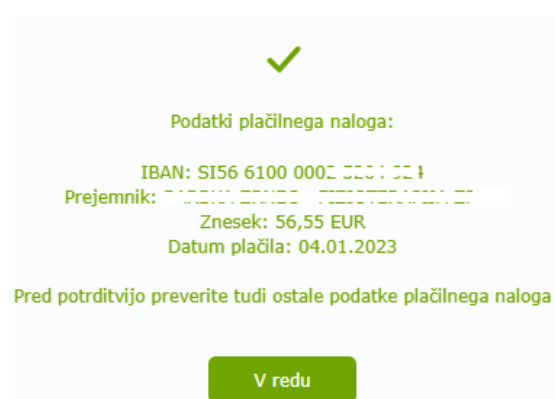 Podatki plačilnega naloga:
IBAN: SI56 6100 000
Prejemnik:
Znesek: 56,55 EUR
Datum plačila: 04.01.2023
Pred potrditvijo preverite tudi ostale podatke plačilnega naloga
V redu